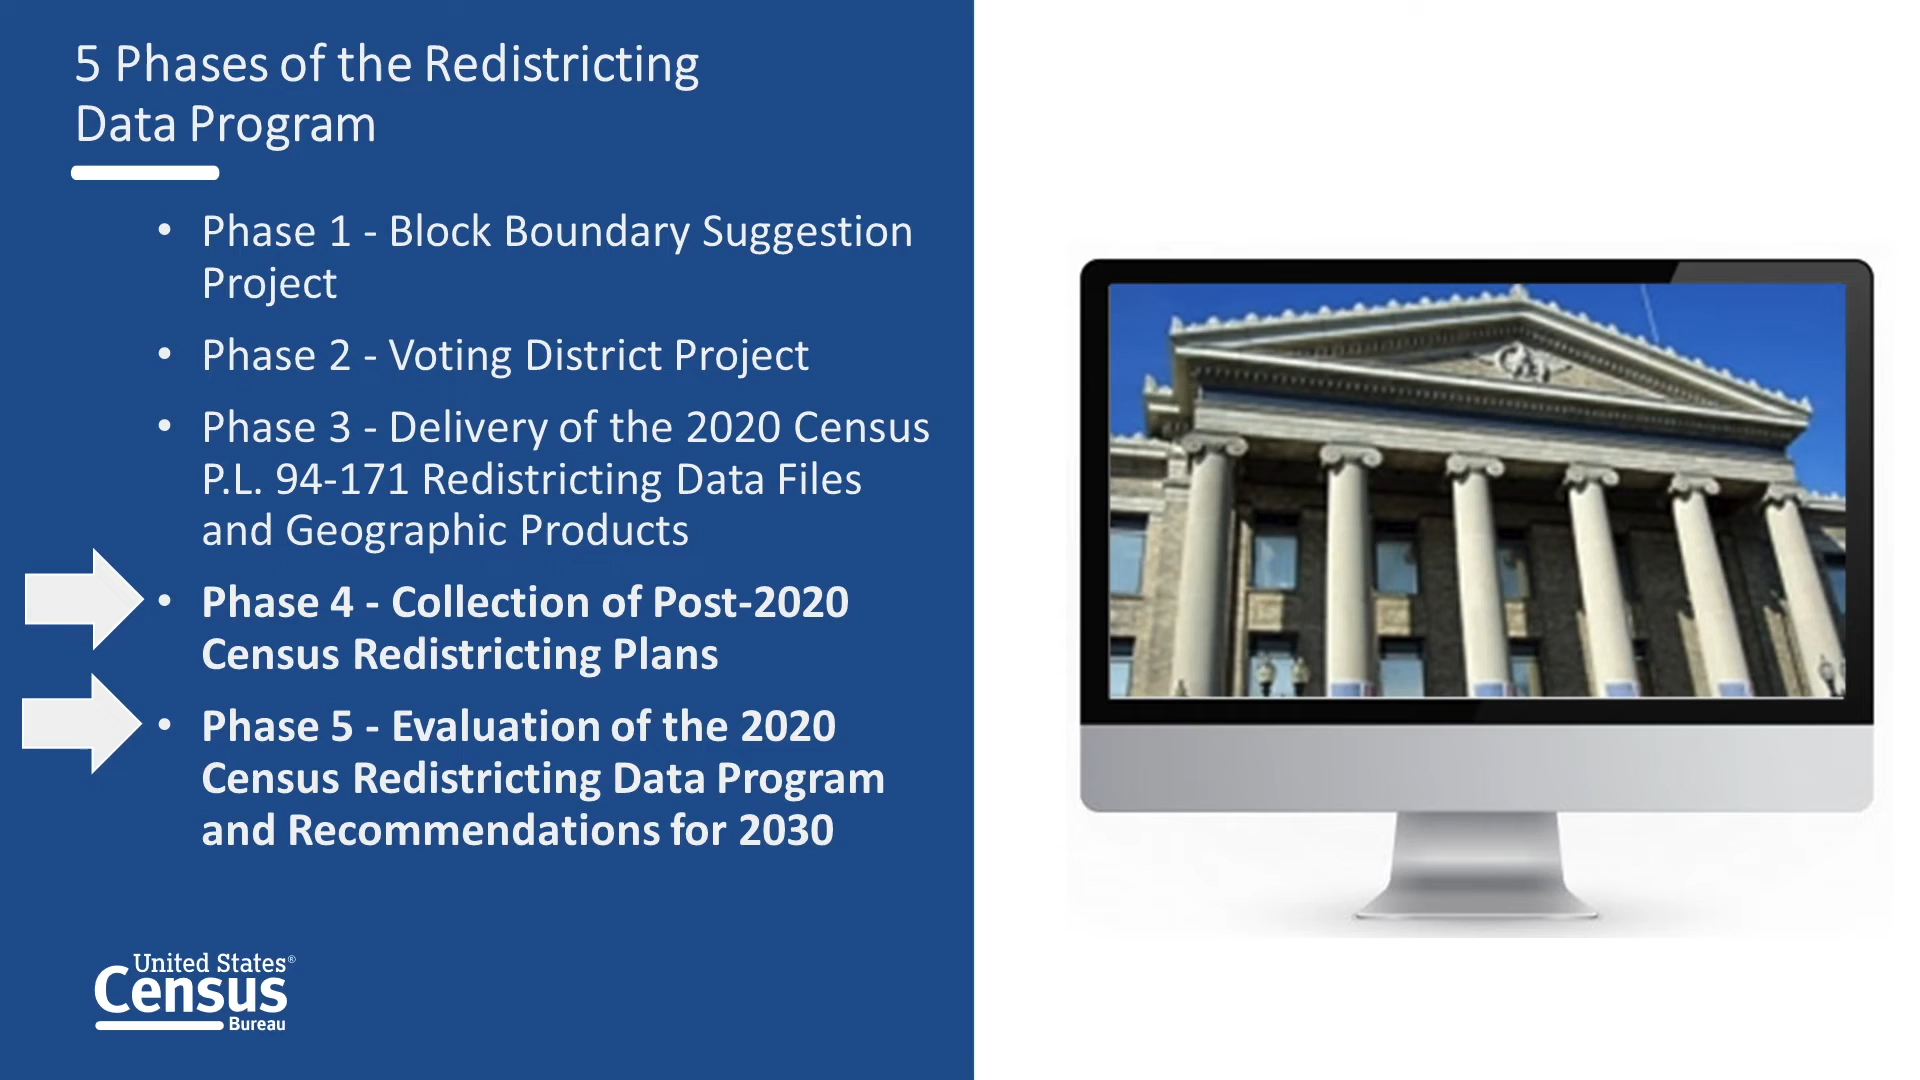 5 Phases of the Redistricting
Data Program
• Phase 1 - Block Boundary Suggestion
Project
• Phase 2 - Voting District Project
• Phase 3 - Delivery of the 2020 Census
P.L. 94-171 Redistricting Data Files
and Geographic Products
• Phase 4 - Collection of Post-2020
Census Redistricting Plans
• Phase 5 - Evaluation of the 2020
Census Redistricting Data Program
and Recommendations for 2030
United States®
Census
Bureau